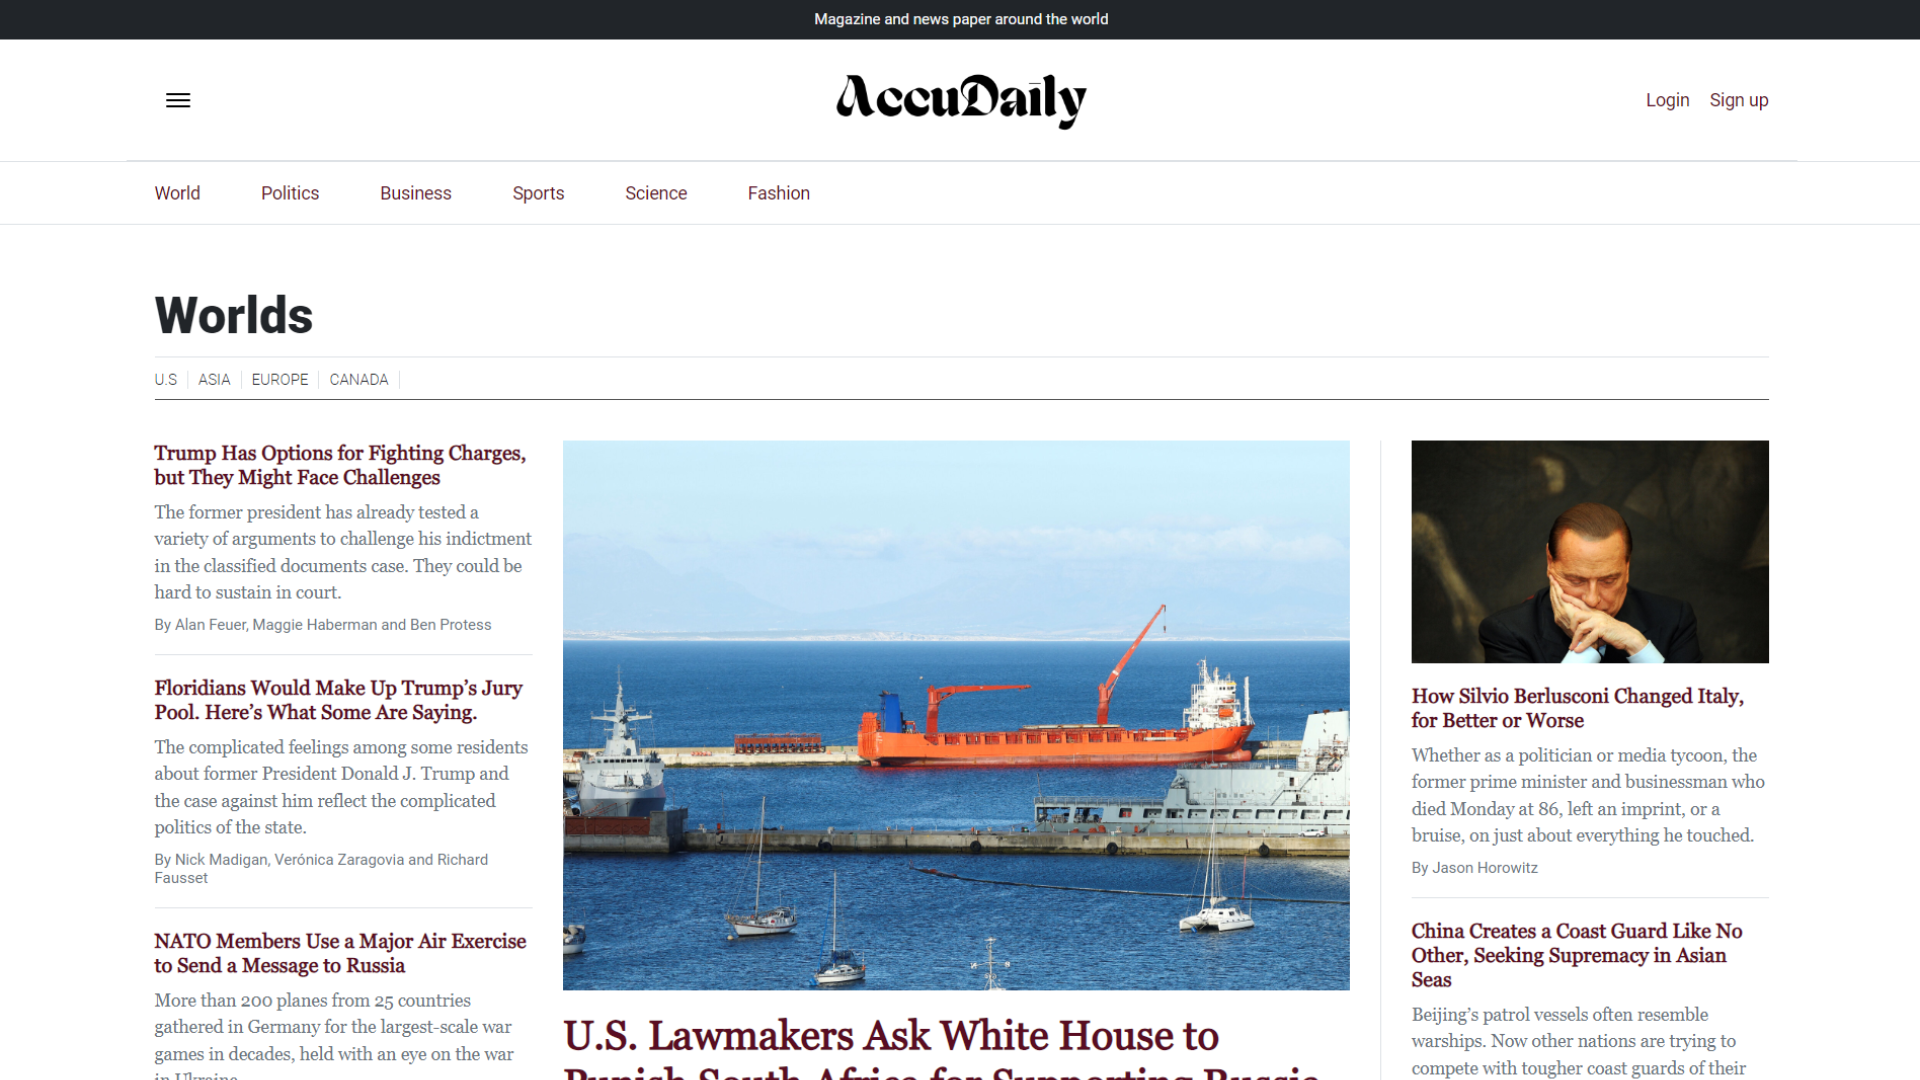 Magazine and news paper around the world
AccuDaily
Login
Sign up
World
Politics
Business
Sports
Science
Fashion
Worlds
U.S
ASIA
EUROPE
CANADA
Trump Has Options for Fighting Charges,
but They Might Face Challenges
The former president has already tested a
variety of arguments to challenge his indictment
in the classified documents case. They could be
hard to sustain in court.
By Alan Feuer, Maggie Haberman and Ben Protess
Floridians Would Make Up Trump’s Jury
Pool. Here’s What Some Are Saying.
The complicated feelings among some residents
about former President Donald J. Trump and
the case against him reflect the complicated
politics of the state.
By Nick Madigan, Verónica Zaragovia and Richard
Fausset
NATO Members Use a Major Air Exercise
to Send a Message to Russia
More than 200 planes from 25 countries
gathered in Germany for the largest-scale war
games in decades, held with an eye on the war
in Ukraine.
U.S. Lawmakers Ask White House to
Punish South Africa for Supporting Russia
How Silvio Berlusconi Changed Italy,
for Better or Worse
Whether as a politician or media tycoon, the
former prime minister and businessman who
died Monday at 86, left an imprint, or a
bruise, on just about everything he touched.
By Jason Horowitz
China Creates a Coast Guard Like No
Other, Seeking Supremacy in Asian
Seas
Beijing’s patrol vessels often resemble
warships. Now other nations are trying to
compete with tougher coast guards of their